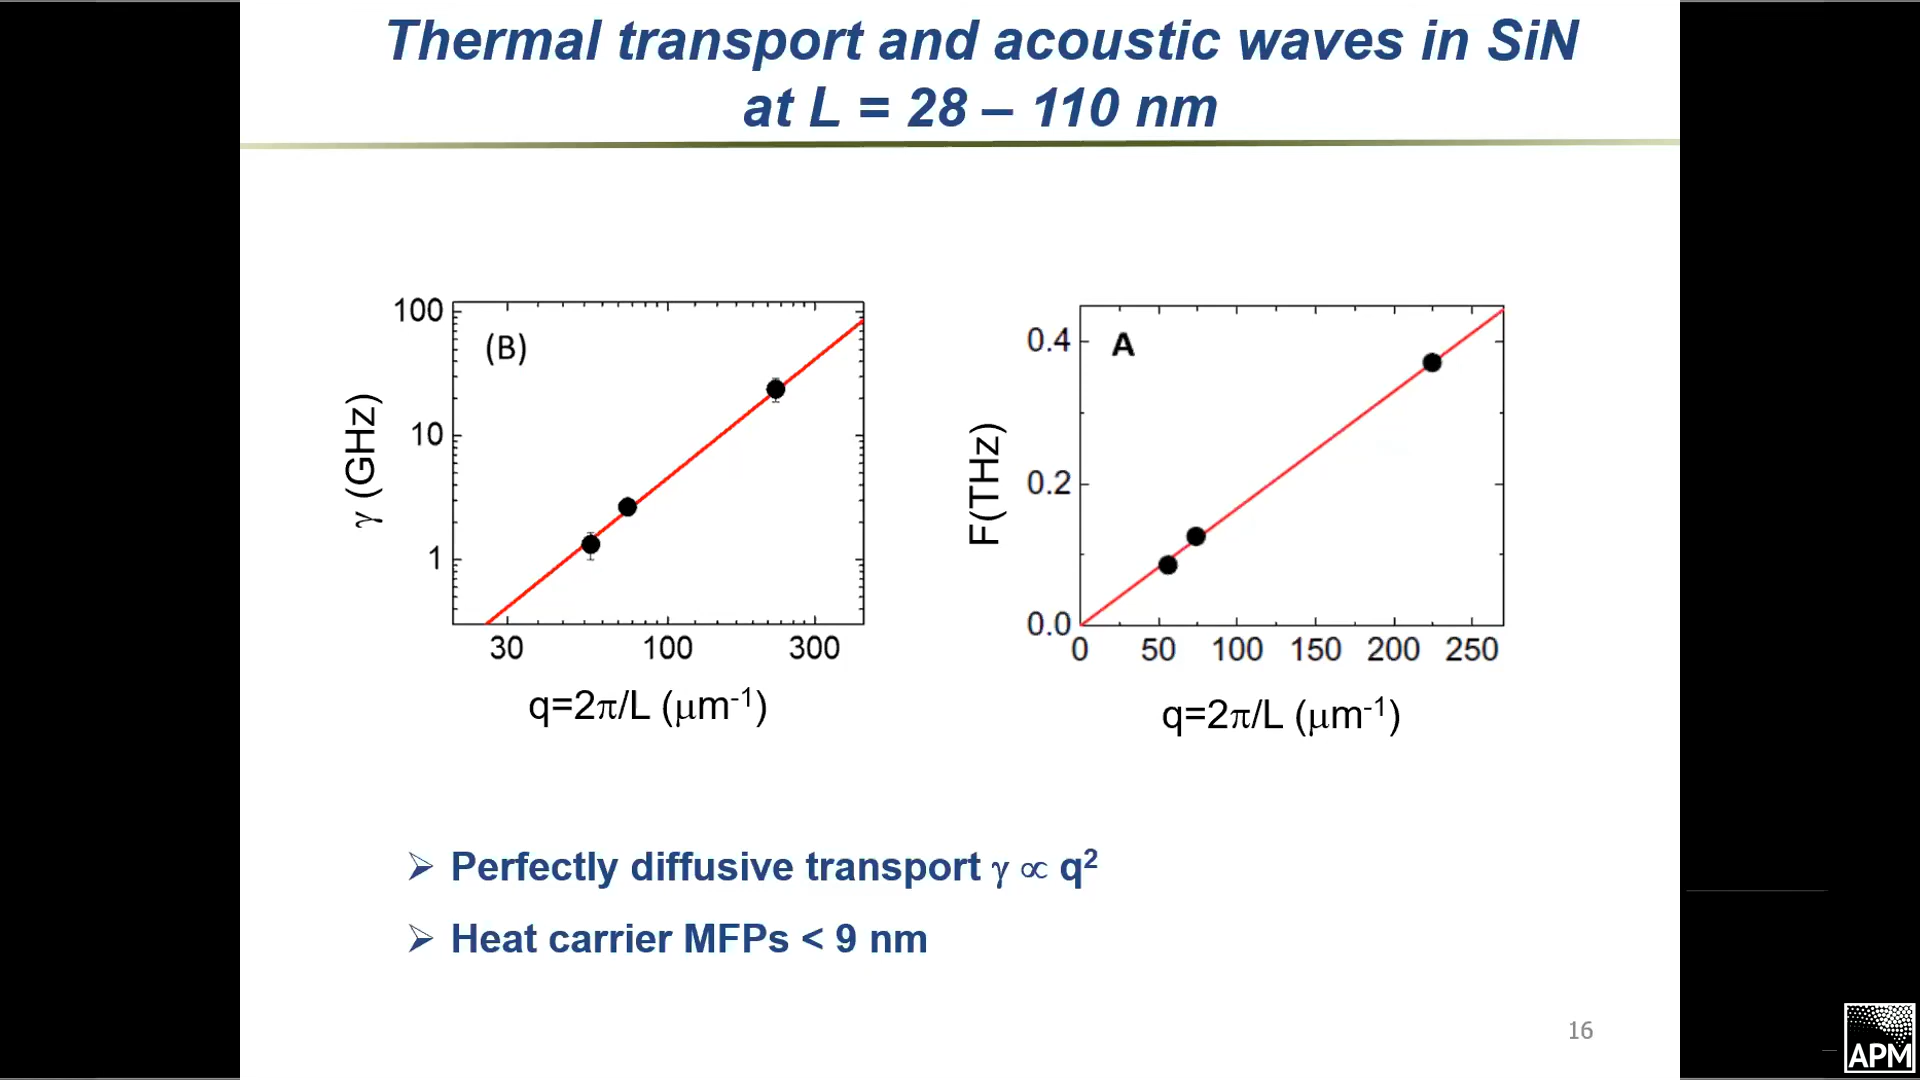 Thermal transport and acoustic waves in SiN
at L = 28 – 110 nm
(B)
γ (GHz)
100
10
1
30 100 300
q=2π/L (μm⁻¹)
A
F(THz)
0.4
0.2
0.0
0 50 100 150 200 250
q=2π/L (μm⁻¹)
➢ Perfectly diffusive transport γ ∝ q²
➢ Heat carrier MFPs < 9 nm
16
APM